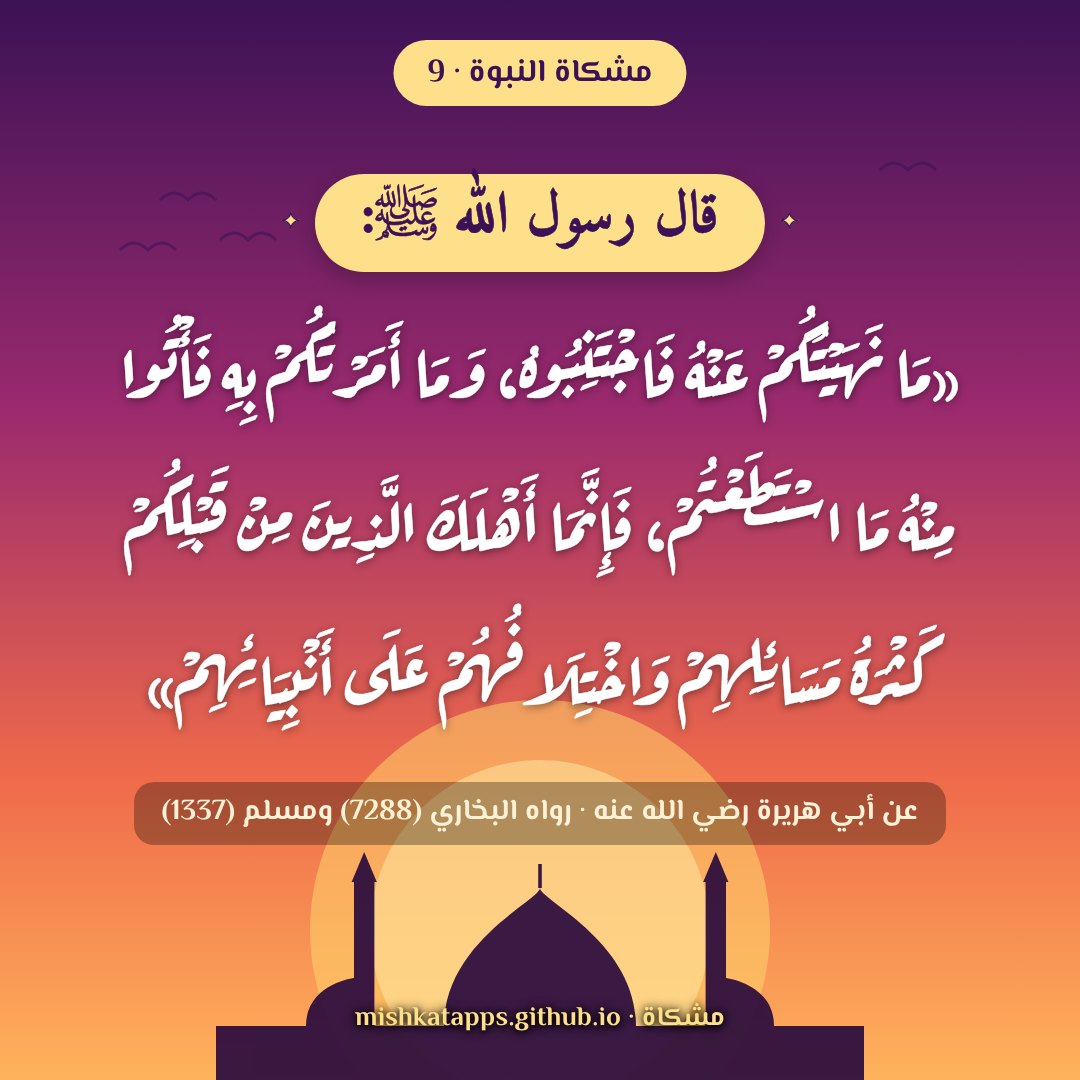 مشكاة النبوة · 9
قال رسول الله ﷺ:
«مَا نَهَيْتُكُمْ عَنْهُ فَاجْتَنِبُوهُ، وَمَا أَمَرْتُكُمْ بِهِ فَأْتُوا
مِنْهُ مَا اسْتَطَعْتُمْ، فَإِنَّمَا أَهْلَكَ الَّذِينَ مِنْ قَبْلِكُمْ
كَثْرَةُ مَسَائِلِهِمْ وَاخْتِلَافُهُمْ عَلَى أَنْبِيَائِهِمْ»
عن أبي هريرة رضي الله عنه · رواه البخاري (7288) ومسلم (1337)
مشكاة · mishkatapps.github.io